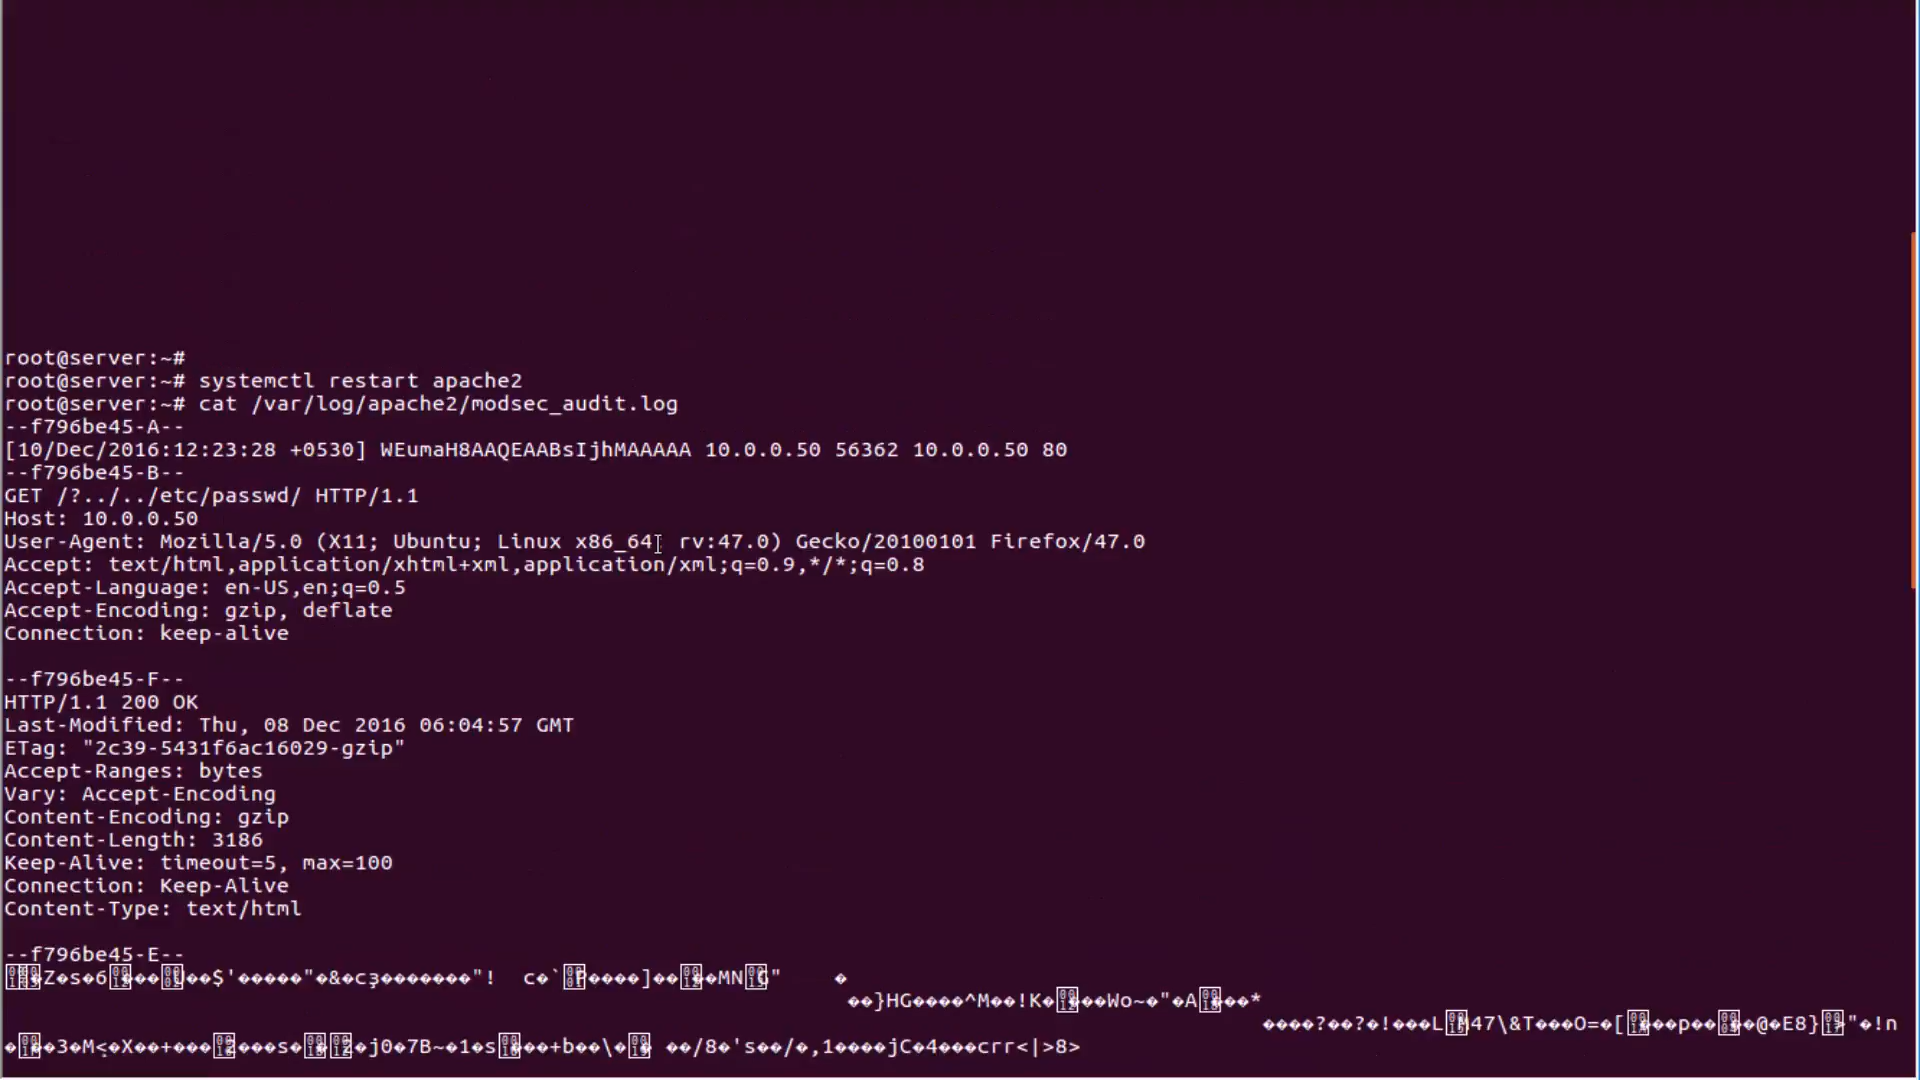 root@server:~#
root@server:~# systemctl restart apache2
root@server:~# cat /var/log/apache2/modsec_audit.log
--f796be45-A--
[10/Dec/2016:12:23:28 +0530] WEumaH8AAQEAABsIjhMAAAAA 10.0.0.50 56362 10.0.0.50 80
--f796be45-B--
GET /?../../etc/passwd/ HTTP/1.1
Host: 10.0.0.50
User-Agent: Mozilla/5.0 (X11; Ubuntu; Linux x86_64; rv:47.0) Gecko/20100101 Firefox/47.0
Accept: text/html,application/xhtml+xml,application/xml;q=0.9,*/*;q=0.8
Accept-Language: en-US,en;q=0.5
Accept-Encoding: gzip, deflate
Connection: keep-alive
--f796be45-F--
HTTP/1.1 200 OK
Last-Modified: Thu, 08 Dec 2016 06:04:57 GMT
ETag: "2c39-5431f6ac16029-gzip"
Accept-Ranges: bytes
Vary: Accept-Encoding
Content-Encoding: gzip
Content-Length: 3186
Keep-Alive: timeout=5, max=100
Connection: Keep-Alive
Content-Type: text/html
--f796be45-E--